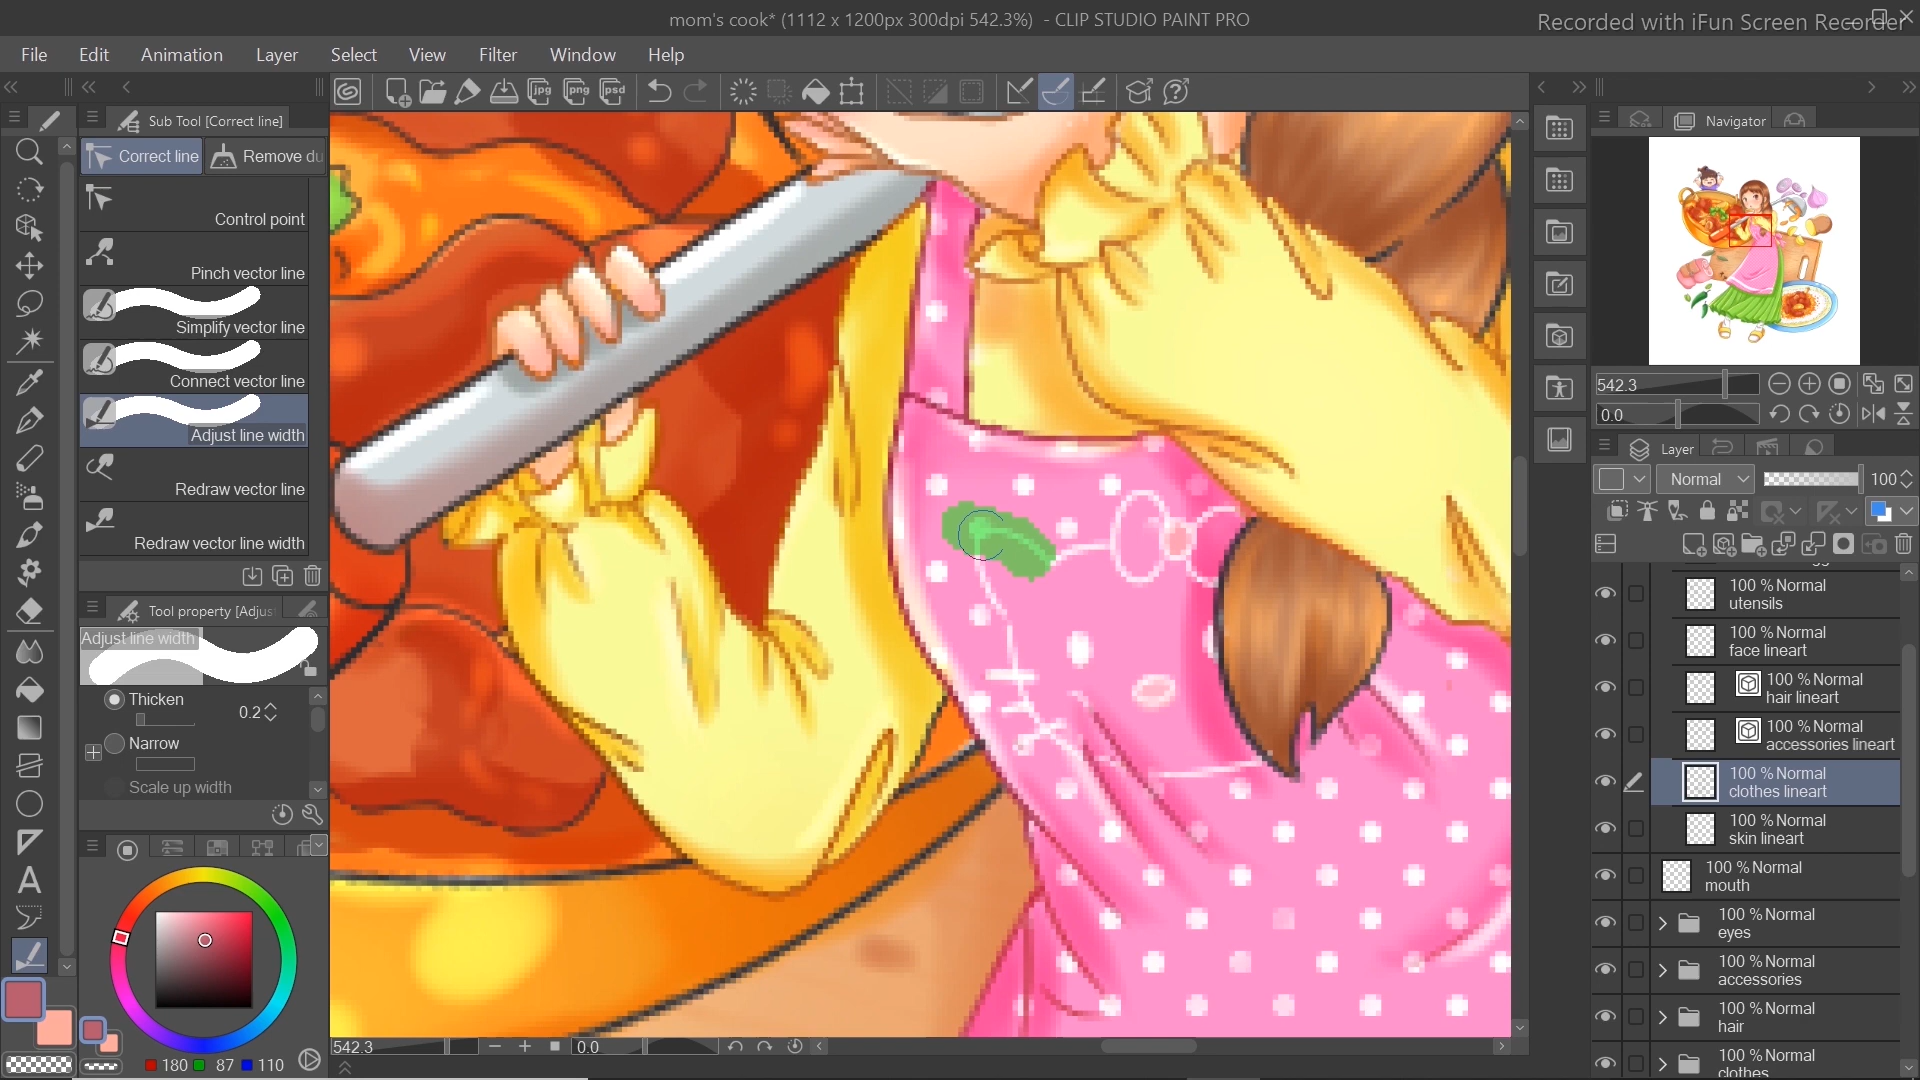 mom's cook* (1112 x 1200px 300dpi 542.3%) - CLIP STUDIO PAINT PRO
Recorded with iFun Screen Recorder
File Edit Animation Layer Select View Filter Window Help
jpg png psd
Sub Tool [Correct line]
Navigator
Correct line
Remove du
Control point
Pinch vector line
Simplify vector line
Connect vector line
Adjust line width
Redraw vector line
Redraw vector line width
Tool property [Adjus
Adjust line width
Thicken
0.2
Narrow
Scale up width
180 87 110
542.3
0.0
542.3
0.0
Layer
Normal
100
100 % Normal
utensils
100 % Normal
face lineart
100 % Normal
hair lineart
100 % Normal
accessories lineart
100 % Normal
clothes lineart
100 % Normal
skin lineart
100 % Normal
mouth
100 % Normal
eyes
100 % Normal
accessories
100 % Normal
hair
100 % Normal
clothes